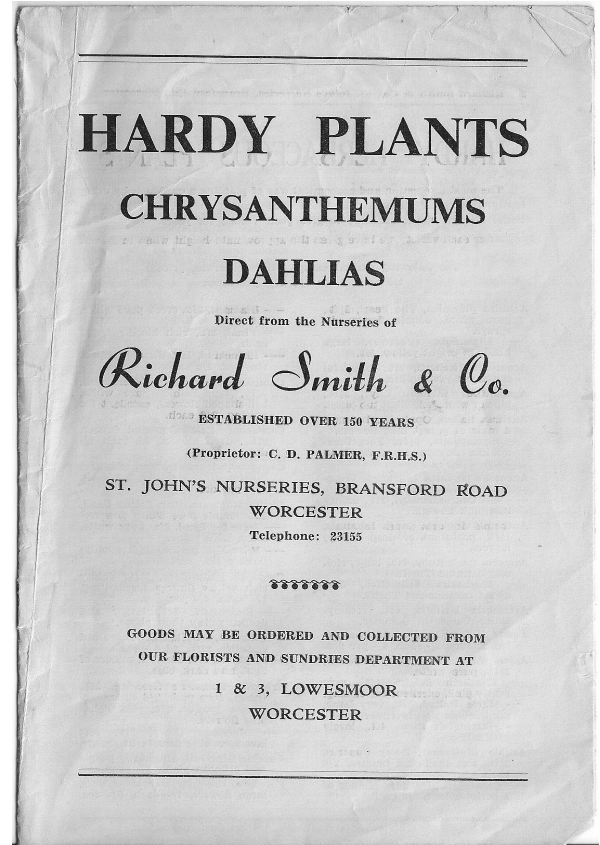 HARDY PLANTS
CHRYSANTHEMUMS
DAHLIAS
Direct from the Nurseries of
Richard Smith & Co.
ESTABLISHED OVER 150 YEARS
(Proprietor: C. D. PALMER, F.R.H.S.)
ST. JOHN'S NURSERIES, BRANSFORD ROAD
WORCESTER
Telephone: 23155
GOODS MAY BE ORDERED AND COLLECTED FROM
OUR FLORISTS AND SUNDRIES DEPARTMENT AT
1 & 3, LOWESMOOR
WORCESTER